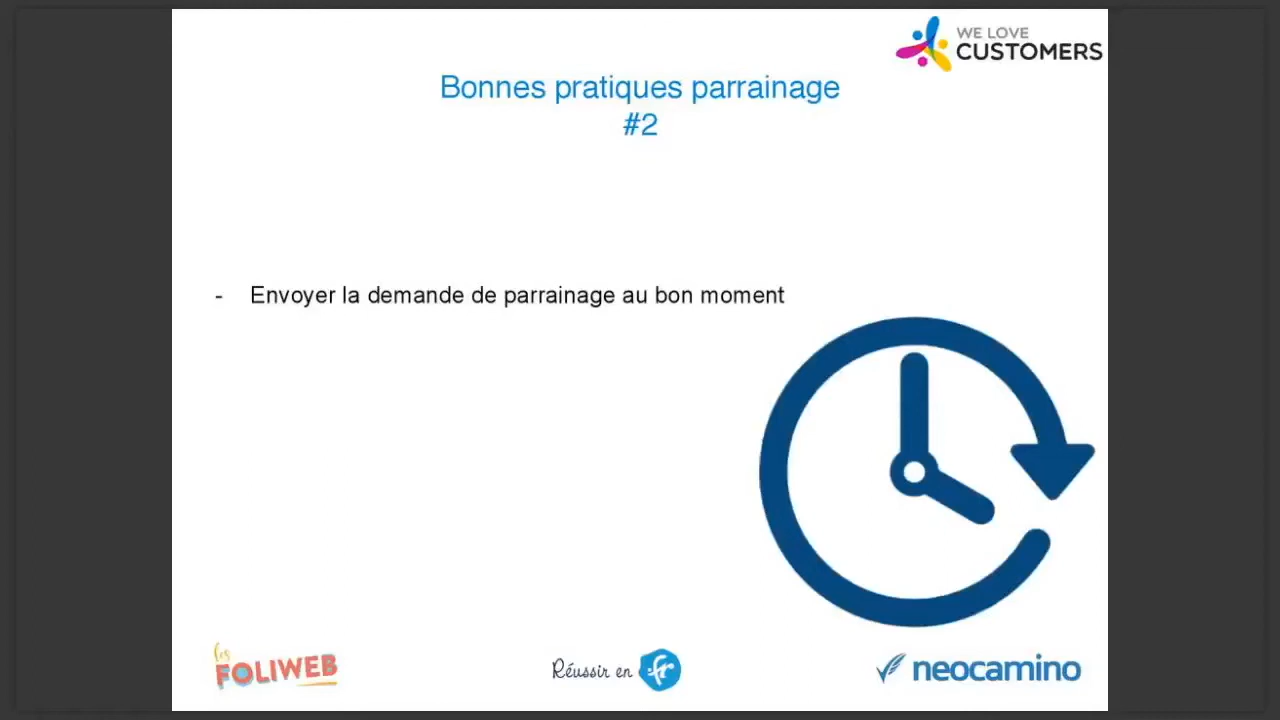 WE LOVE
CUSTOMERS
Bonnes pratiques parrainage
#2
- Envoyer la demande de parrainage au bon moment
les
FOLIWEB
Réussir en .fr
neocamino